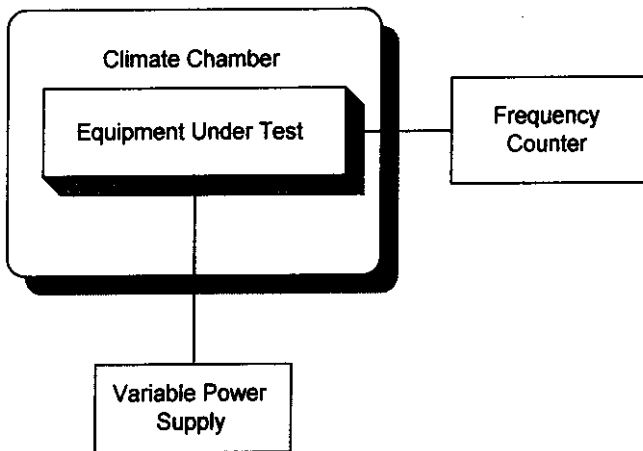 Climate Chamber
Equipment Under Test
Frequency
Counter
Variable Power
Supply